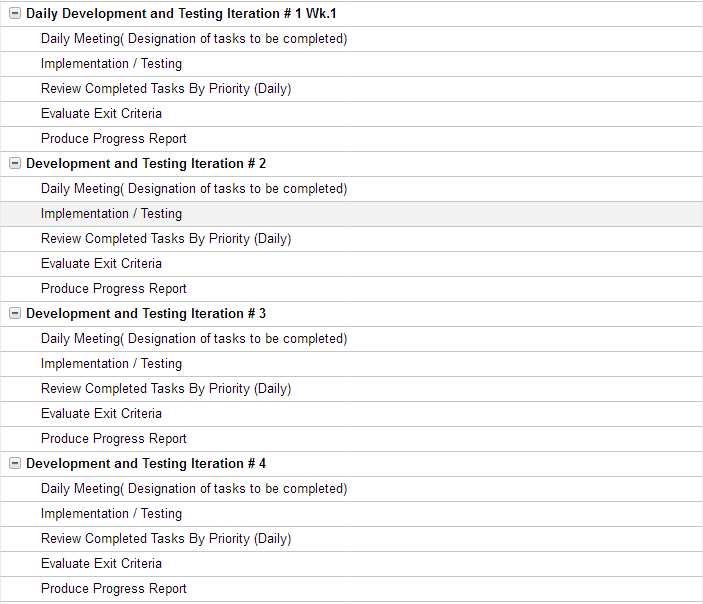 Daily Development and Testing Iteration # 1 Wk.1
Daily Meeting( Designation of tasks to be completed)
Implementation / Testing
Review Completed Tasks By Priority (Daily)
Evaluate Exit Criteria
Produce Progress Report
Development and Testing Iteration # 2
Daily Meeting( Designation of tasks to be completed)
Implementation / Testing
Review Completed Tasks By Priority (Daily)
Evaluate Exit Criteria
Produce Progress Report
Development and Testing Iteration # 3
Daily Meeting( Designation of tasks to be completed)
Implementation / Testing
Review Completed Tasks By Priority (Daily)
Evaluate Exit Criteria
Produce Progress Report
Development and Testing Iteration # 4
Daily Meeting( Designation of tasks to be completed)
Implementation / Testing
Review Completed Tasks By Priority (Daily)
Evaluate Exit Criteria
Produce Progress Report